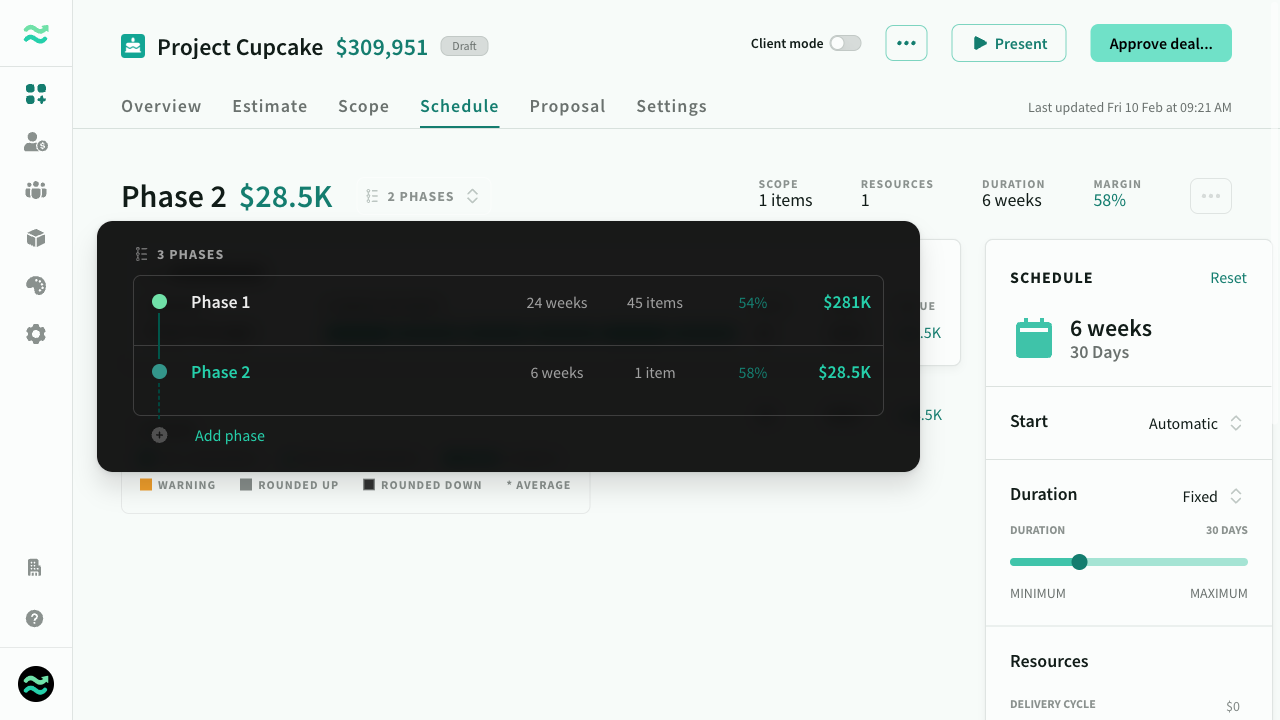 Project Cupcake $309,951 Draft
Client mode
Present
Approve deal...
Overview Estimate Scope Schedule Proposal Settings
Last updated Fri 10 Feb at 09:21 AM
Phase 2 $28.5K 2 PHASES
SCOPE RESOURCES DURATION MARGIN
1 items 1 6 weeks 58%
3 PHASES
Phase 1 24 weeks 45 items 54% $281K
Phase 2 6 weeks 1 item 58% $28.5K
Add phase
UE
.5K
.5K
WARNING ROUNDED UP ROUNDED DOWN * AVERAGE
SCHEDULE Reset
6 weeks
30 Days
Start Automatic
Duration Fixed
DURATION 30 DAYS
MINIMUM MAXIMUM
Resources
DELIVERY CYCLE $0